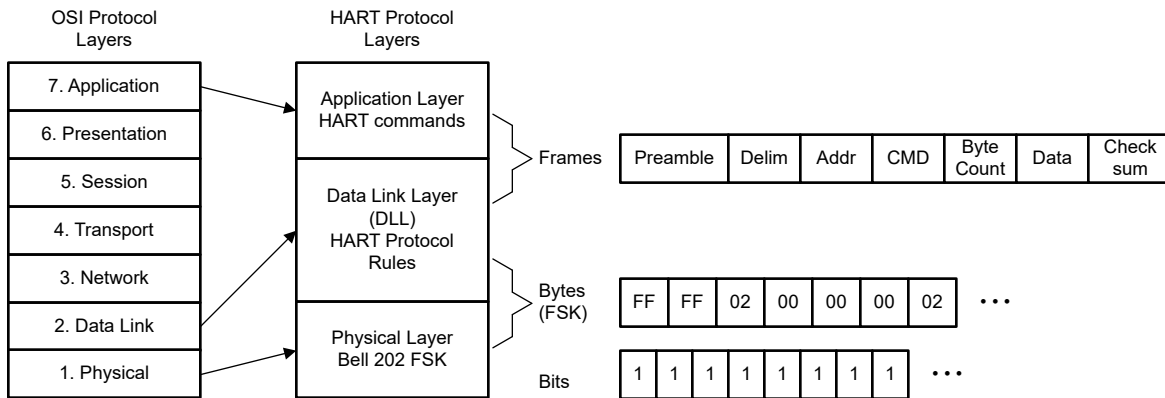 OSI Protocol
Layers
HART Protocol
Layers
7. Application
6. Presentation
5. Session
4. Transport
3. Network
2. Data Link
1. Physical
Application Layer
HART commands
Data Link Layer
(DLL)
HART Protocol
Rules
Physical Layer
Bell 202 FSK
Frames
Preamble
Delim
Addr
CMD
Byte
Count
Data
Check
sum
Bytes
(FSK)
FF FF 02 00 00 00 02 • • •
Bits
1 1 1 1 1 1 1 1 • • •